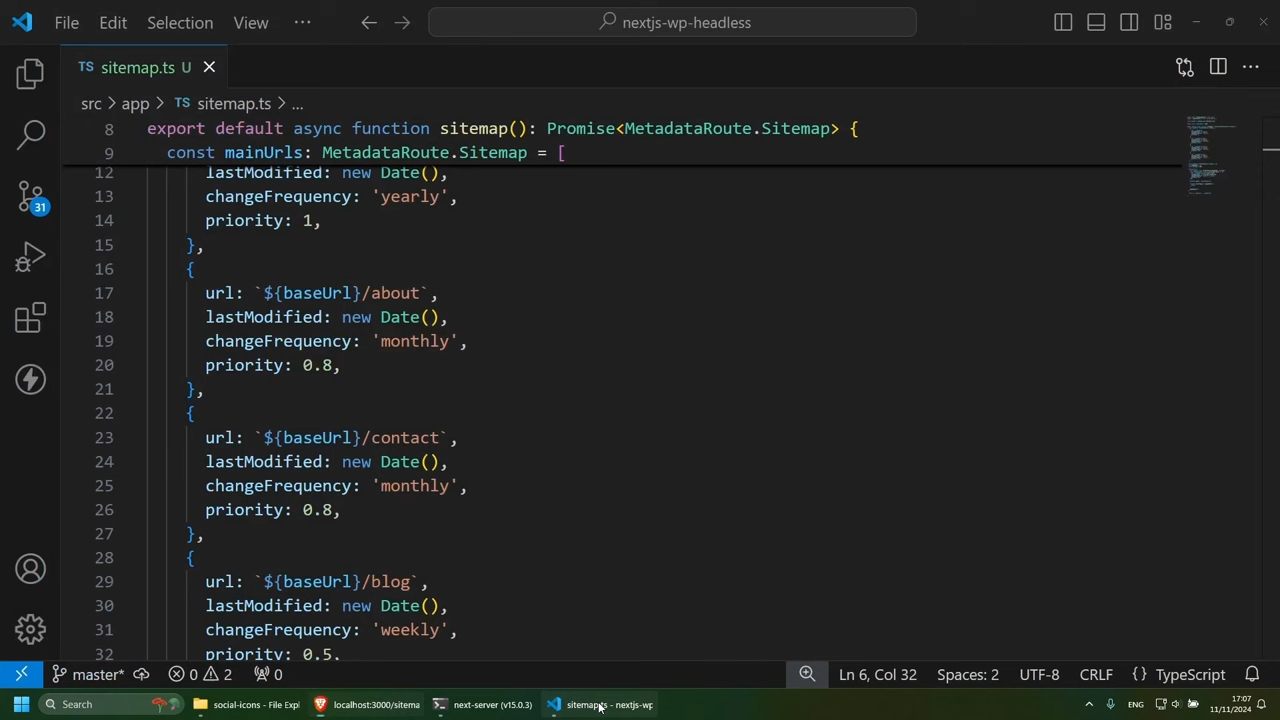 File Edit Selection View ··· nextjs-wp-headless
TS sitemap.ts U
src > app > TS sitemap.ts > ...
8 export default async function sitemap(): Promise<MetadataRoute.Sitemap> {
9 const mainUrls: MetadataRoute.Sitemap = [
12 lastModified: new Date(),
13 changeFrequency: 'yearly',
14 priority: 1,
15 },
16 {
17 url: `${baseUrl}/about`,
18 lastModified: new Date(),
19 changeFrequency: 'monthly',
20 priority: 0.8,
21 },
22 {
23 url: `${baseUrl}/contact`,
24 lastModified: new Date(),
25 changeFrequency: 'monthly',
26 priority: 0.8,
27 },
28 {
29 url: `${baseUrl}/blog`,
30 lastModified: new Date(),
31 changeFrequency: 'weekly',
32 priority: 0.5,
31
master* 0 2 0 Ln 6, Col 32 Spaces: 2 UTF-8 CRLF {} TypeScript
Search social-icons - File Expl localhost:3000/sitema next-server (v15.0.3) sitemap.ts - nextjs-wp ENG 17:07
11/11/2024